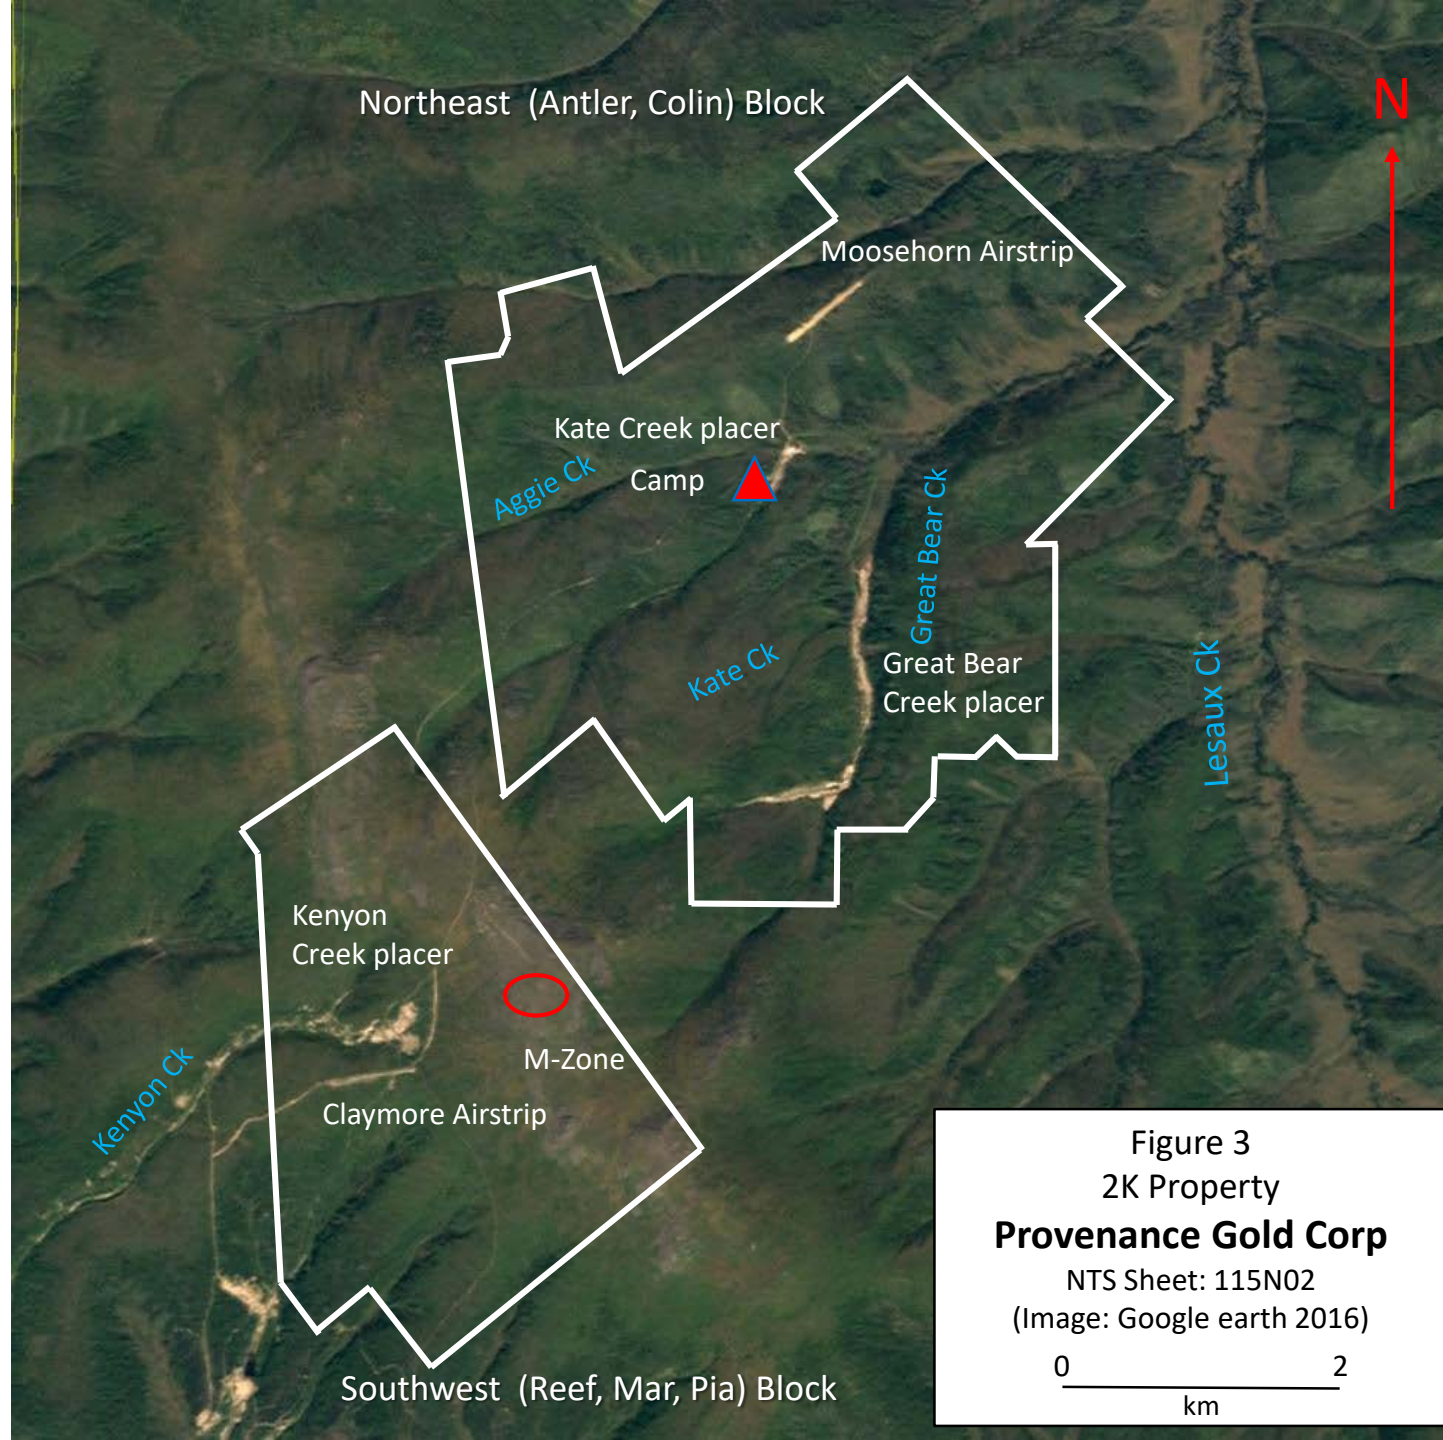 Northeast (Antler, Colin) Block
N
Moosehorn Airstrip
Kate Creek placer
Aggie Ck
Camp
Great Bear Ck
Kate Ck
Great Bear
Creek placer
Lesaux Ck
Kenyon
Creek placer
M-Zone
Kenyon Ck
Claymore Airstrip
Figure 3
2K Property
Provenance Gold Corp
NTS Sheet: 115N02
(Image: Google earth 2016)
0 2
km
Southwest (Reef, Mar, Pia) Block